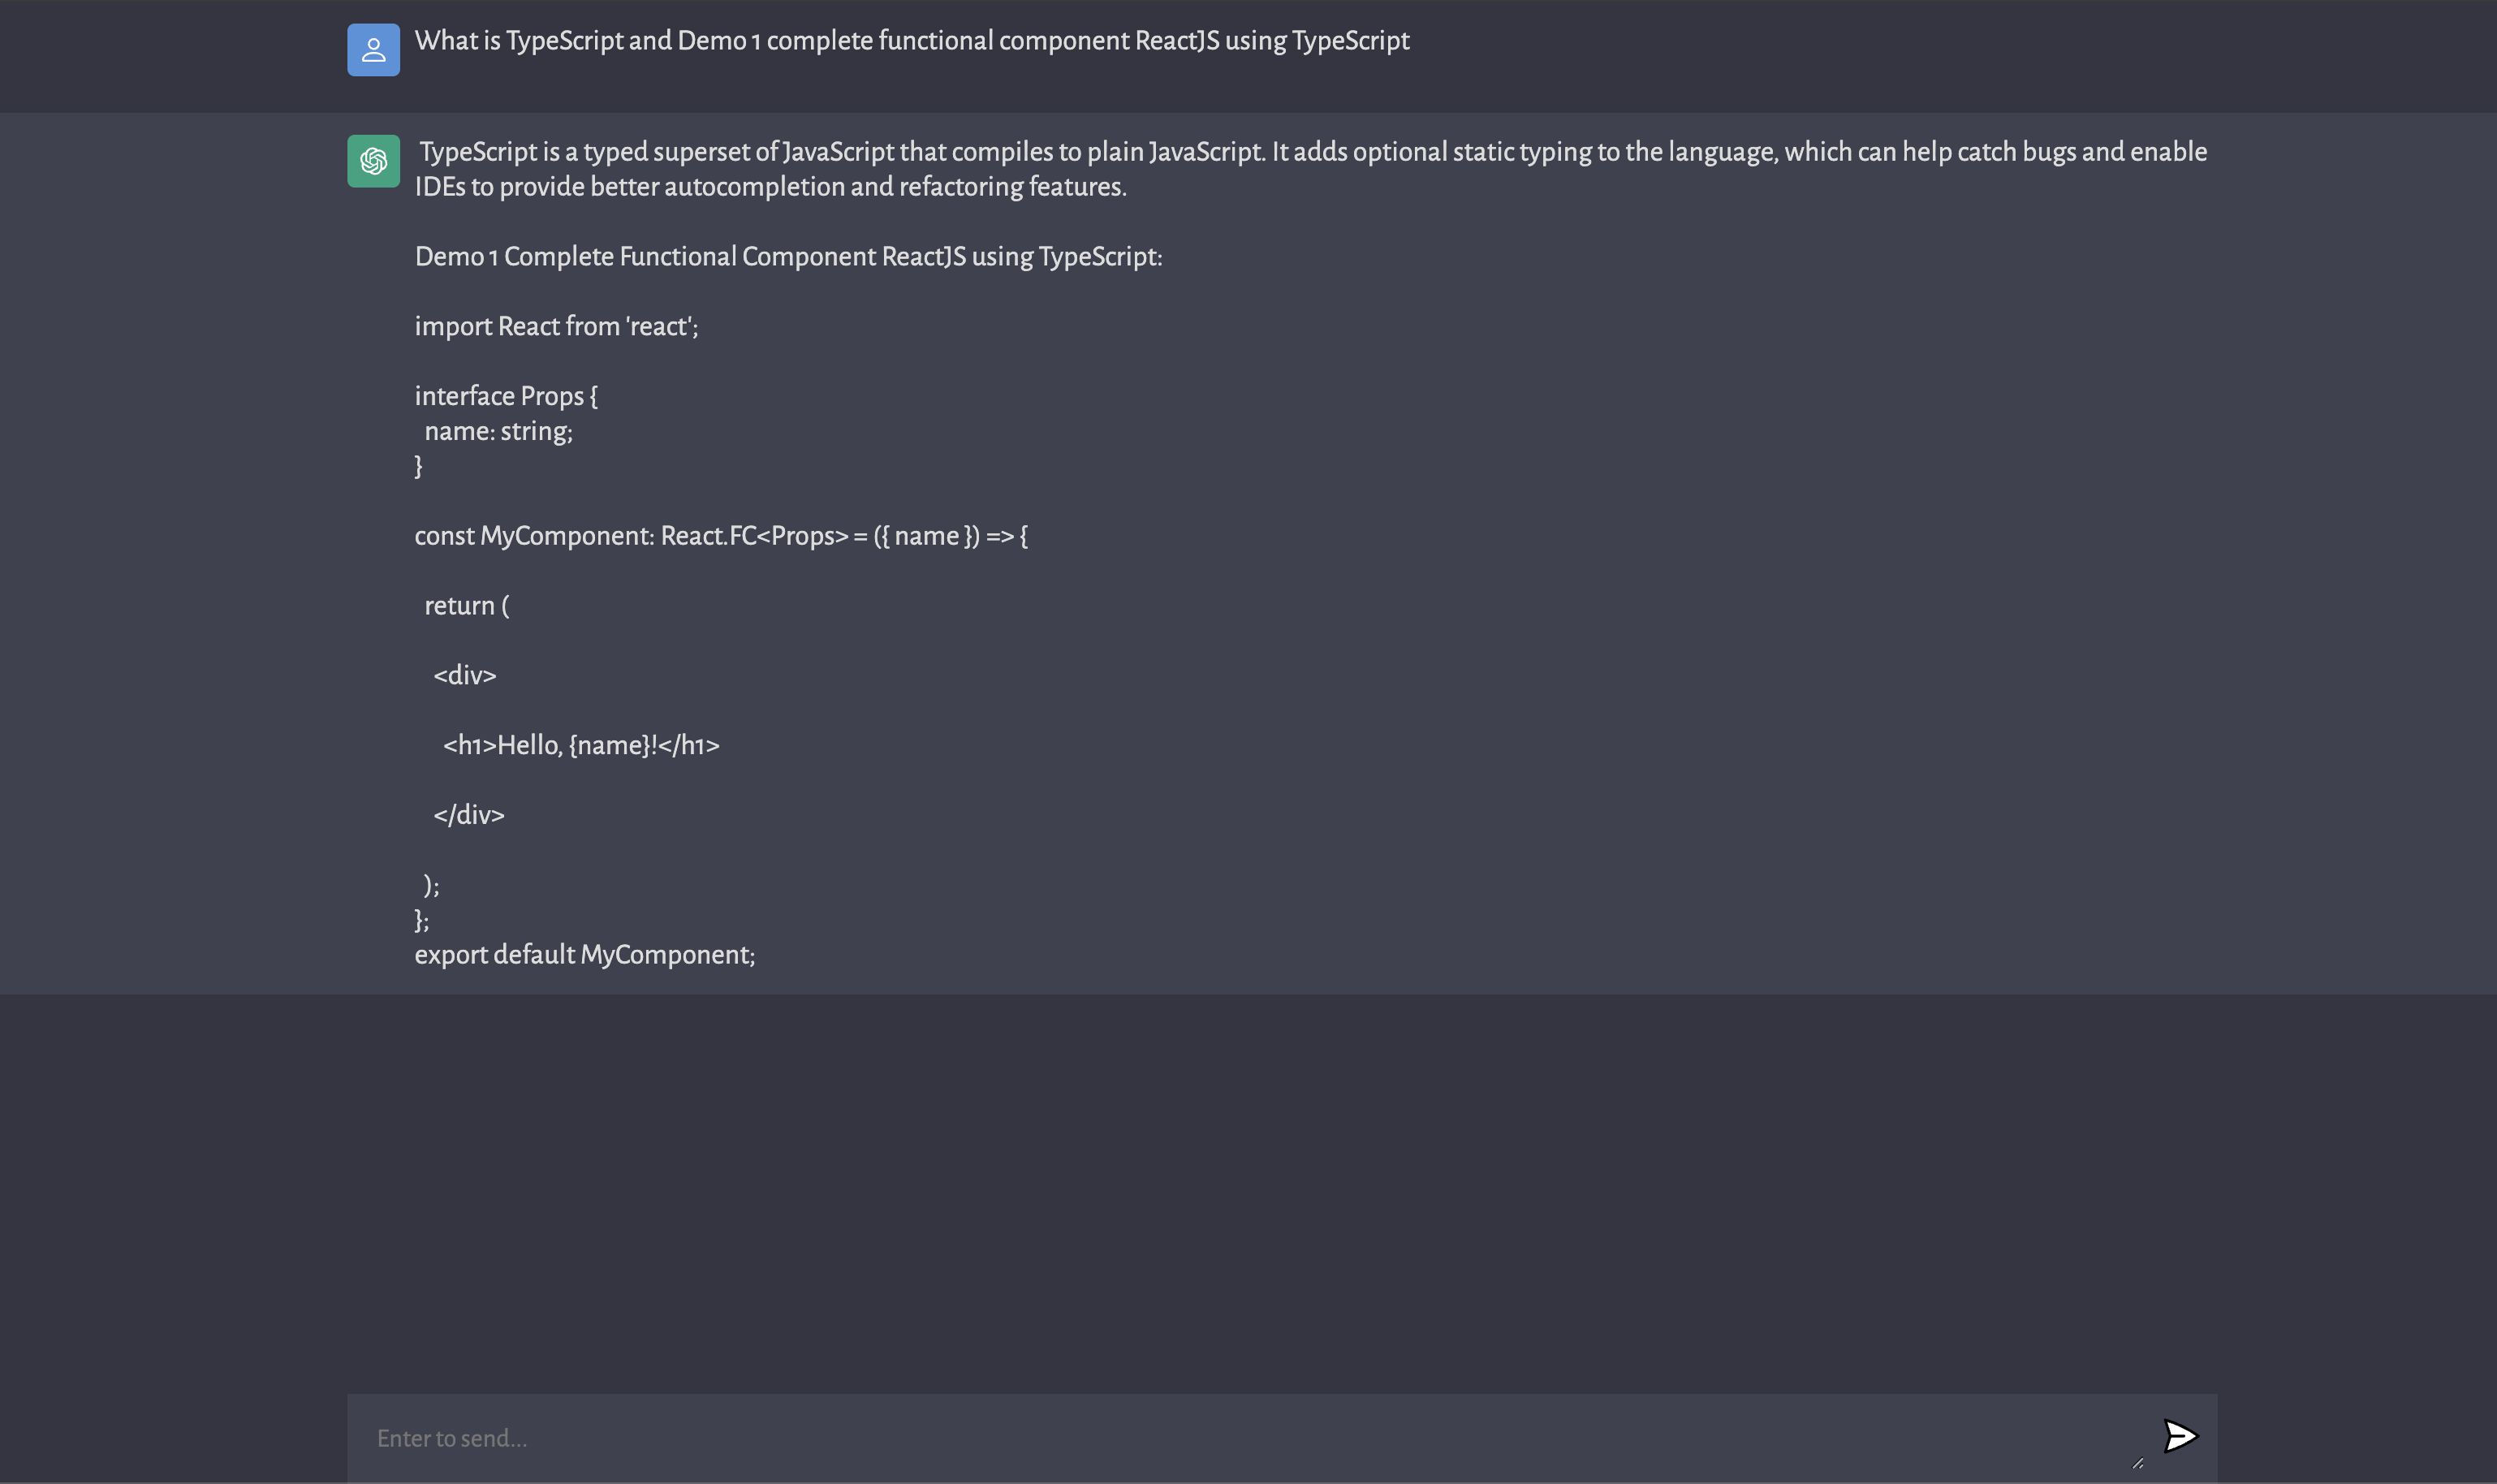 What is TypeScript and Demo 1 complete functional component ReactJS using TypeScript
TypeScript is a typed superset of JavaScript that compiles to plain JavaScript. It adds optional static typing to the language, which can help catch bugs and enable
IDEs to provide better autocompletion and refactoring features.
Demo 1 Complete Functional Component ReactJS using TypeScript:
import React from 'react';
interface Props {
  name: string;
}
const MyComponent: React.FC<Props> = ({ name }) => {
  return (
    <div>
      <h1>Hello, {name}!</h1>
    </div>
  );
};
export default MyComponent;
Enter to send...